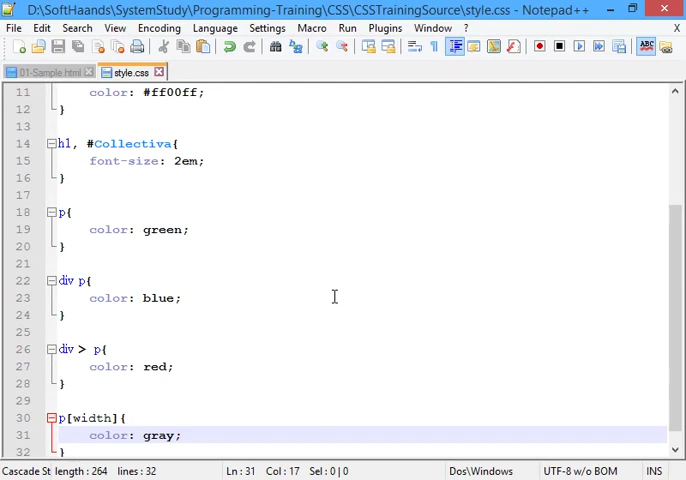 D:\SoftHaands\SystemStudy\Programming-Training\CSS\CSSTrainingSource\style.css - Notepad++
File Edit Search View Encoding Language Settings Macro Run Plugins Window ? X
ABC
01-Sample.html style.css
11 color: #ff00ff;
12 }
13
14 h1, #Collectiva{
15 font-size: 2em;
16 }
17
18 p{
19 color: green;
20 }
21
22 div p{
23 color: blue;
24 }
25
26 div > p{
27 color: red;
28 }
29
30 p[width]{
31 color: gray;
32 }
Cascade St length : 264 lines : 32 Ln : 31 Col : 17 Sel : 0 | 0 Dos\Windows UTF-8 w/o BOM INS